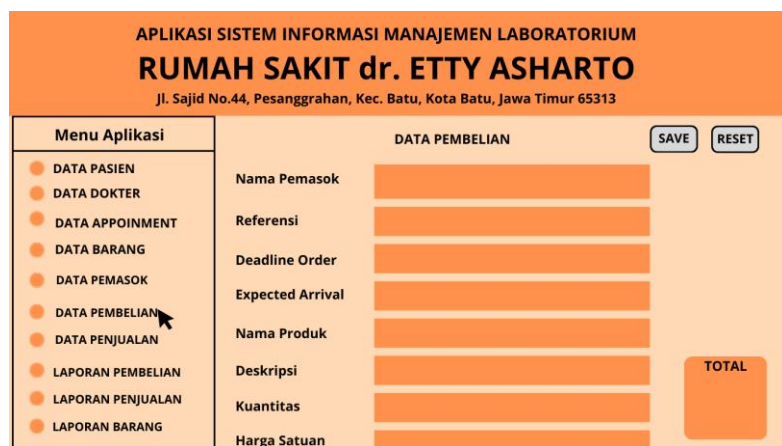 APLIKASI SISTEM INFORMASI MANAJEMEN LABORATORIUM
RUMAH SAKIT dr. ETTY ASHARTO
Jl. Sajid No.44, Pesanggrahan, Kec. Batu, Kota Batu, Jawa Timur 65313
Menu Aplikasi
DATA PASIEN
DATA DOKTER
DATA APPOINMENT
DATA BARANG
DATA PEMASOK
DATA PEMBELIAN
DATA PENJUALAN
LAPORAN PEMBELIAN
LAPORAN PENJUALAN
LAPORAN BARANG
DATA PEMBELIAN
SAVE
RESET
Nama Pemasok
Referensi
Deadline Order
Expected Arrival
Nama Produk
Deskripsi
Kuantitas
Harga Satuan
TOTAL